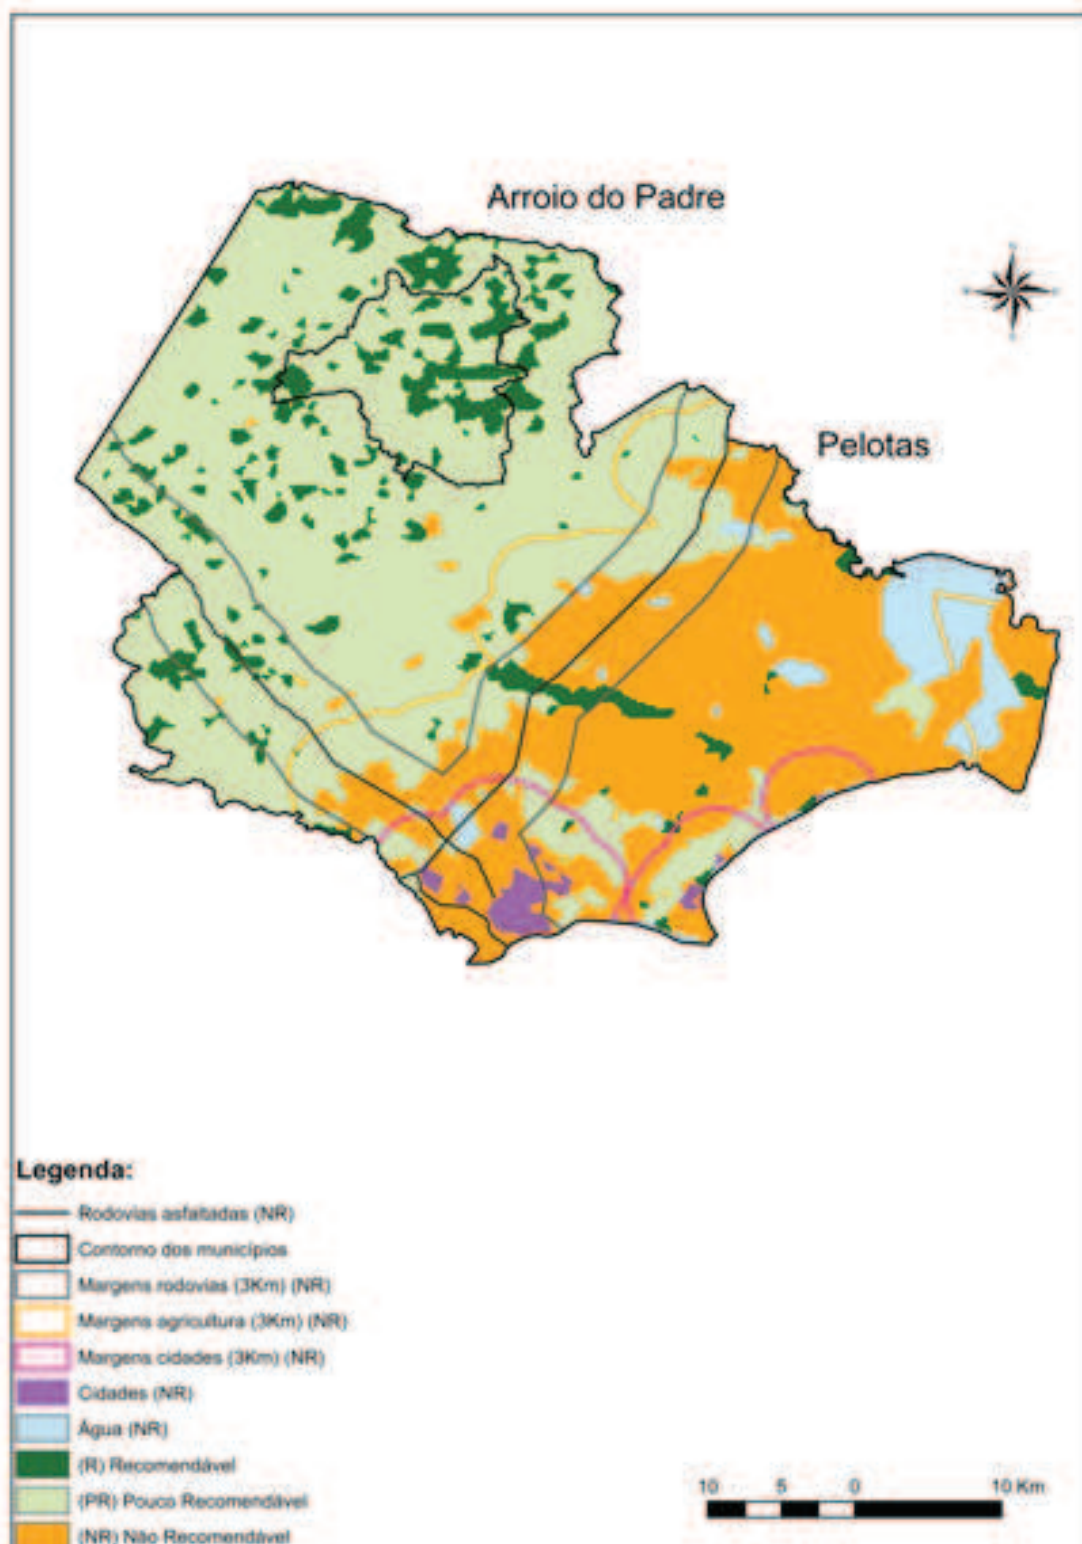 Arroio do Padre
Pelotas
Legenda:
Rodovias asfaltadas (NR)
Contorno dos municípios
Margens rodovias (3Km) (NR)
Margens agricultura (3Km) (NR)
Margens cidades (3Km) (NR)
Cidades (NR)
Água (NR)
(R) Recomendável
(PR) Pouco Recomendável
(NR) Não Recomendável
10 5 0 10 Km